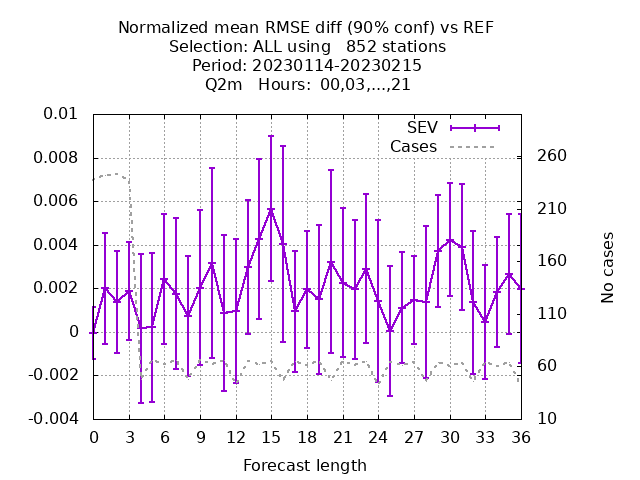 Normalized mean RMSE diff (90% conf) vs REF
Selection: ALL using   852 stations
Period: 20230114-20230215
Q2m   Hours:  00,03,...,21
SEV
Cases
0.01
0.008
0.006
0.004
0.002
0
-0.002
-0.004
260
210
160
110
60
10
No cases
0 3 6 9 12 15 18 21 24 27 30 33 36
Forecast length